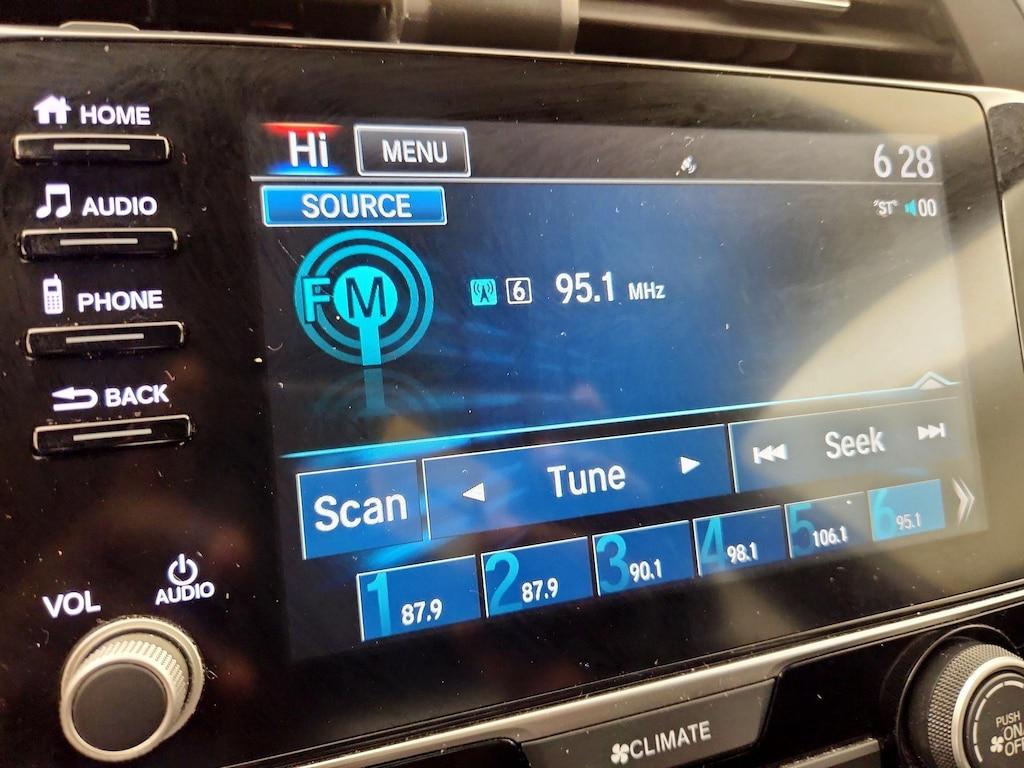 HOME
AUDIO
PHONE
BACK
VOL
AUDIO
Hi MENU 6 28
SOURCE "ST" 00
FM 6 95.1 MHz
Scan Tune Seek
1 87.9 2 87.9 3 90.1 4 98.1 5 106.1 6 95.1
CLIMATE
PUSH
ON
OFF